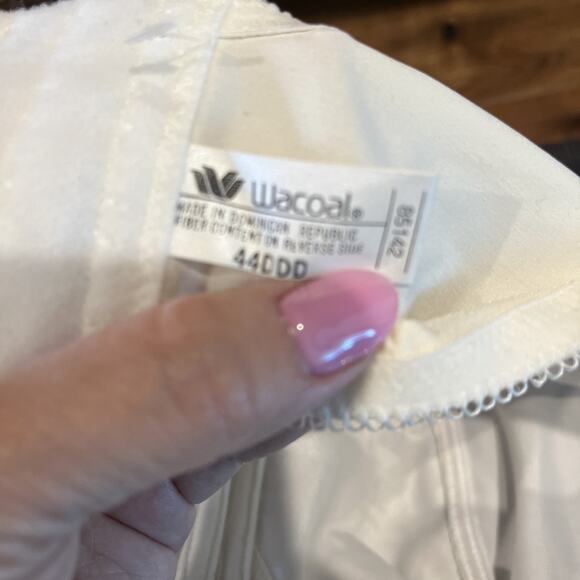 Wacoal®
MADE IN DOMINICAN REPUBLIC
FIBER CONTENT ON REVERSE SIDE
44DDD
85142